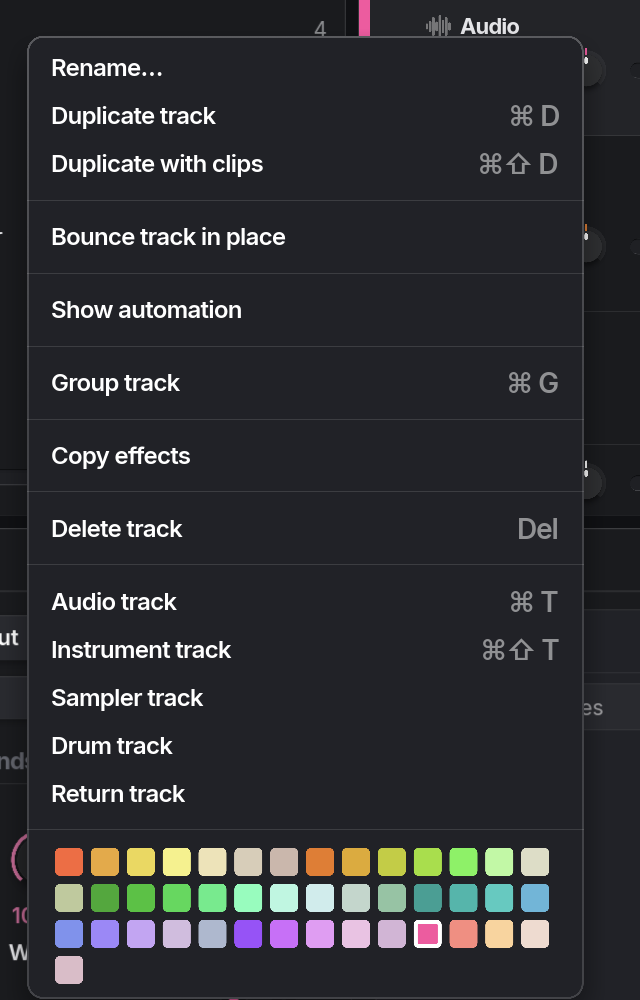 4
Audio
Rename...
Duplicate track ⌘ D
Duplicate with clips ⌘⇧ D
Bounce track in place
Show automation
Group track ⌘ G
Copy effects
Delete track Del
Audio track ⌘ T
Instrument track ⌘⇧ T
Sampler track
Drum track
Return track